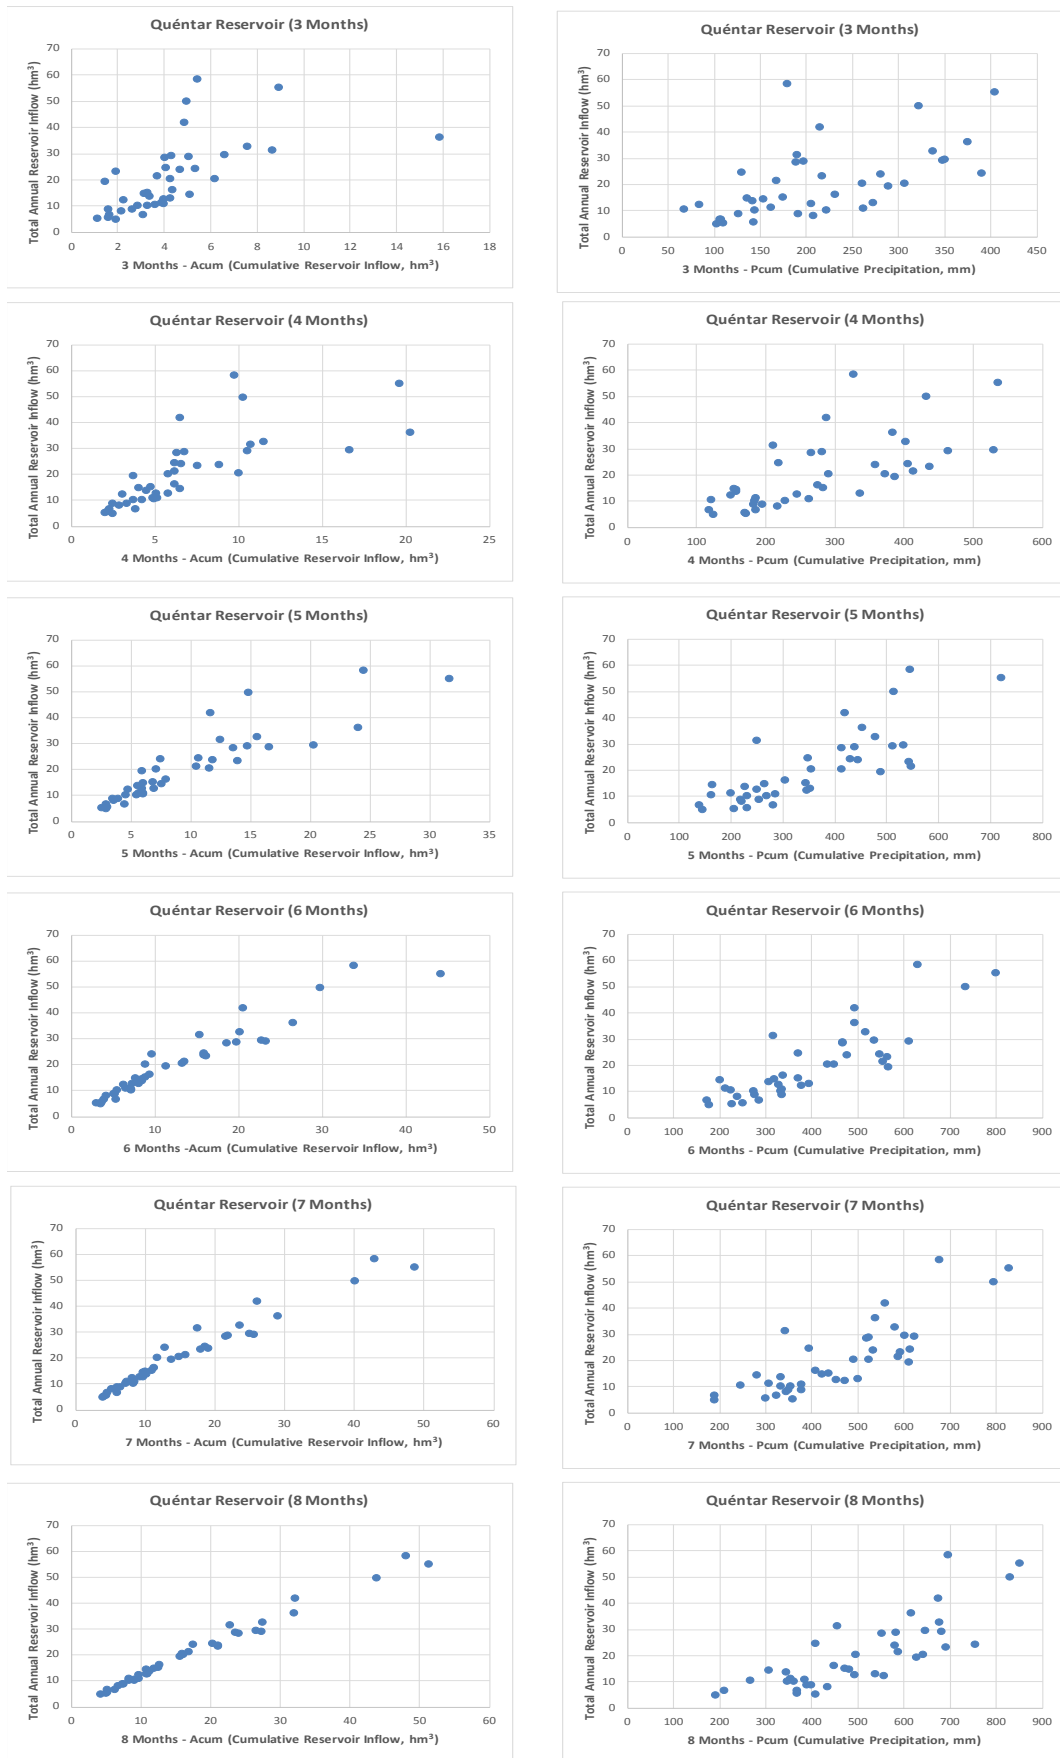 Quéntar Reservoir (3 Months)
Total Annual Reservoir Inflow (hm³)
70
60
50
40
30
20
10
0
0 2 4 6 8 10 12 14 16 18
3 Months - Acum (Cumulative Reservoir Inflow, hm³)
Quéntar Reservoir (3 Months)
Total Annual Reservoir Inflow (hm³)
70
60
50
40
30
20
10
0
0 50 100 150 200 250 300 350 400 450
3 Months - Pcum (Cumulative Precipitation, mm)
Quéntar Reservoir (4 Months)
Total Annual Reservoir Inflow (hm³)
70
60
50
40
30
20
10
0
0 5 10 15 20 25
4 Months - Acum (Cumulative Reservoir Inflow, hm³)
Quéntar Reservoir (4 Months)
Total Annual Reservoir Inflow (hm³)
70
60
50
40
30
20
10
0
0 100 200 300 400 500 600
4 Months - Pcum (Cumulative Precipitation, mm)
Quéntar Reservoir (5 Months)
Total Annual Reservoir Inflow (hm³)
70
60
50
40
30
20
10
0
0 5 10 15 20 25 30 35
5 Months - Acum (Cumulative Reservoir Inflow, hm³)
Quéntar Reservoir (5 Months)
Total Annual Reservoir Inflow (hm³)
70
60
50
40
30
20
10
0
0 100 200 300 400 500 600 700 800
5 Months - Pcum (Cumulative Precipitation, mm)
Quéntar Reservoir (6 Months)
Total Annual Reservoir Inflow (hm³)
70
60
50
40
30
20
10
0
0 10 20 30 40 50
6 Months -Acum (Cumulative Reservoir Inflow, hm³)
Quéntar Reservoir (6 Months)
Total Annual Reservoir Inflow (hm³)
70
60
50
40
30
20
10
0
0 100 200 300 400 500 600 700 800 900
6 Months - Pcum (Cumulative Precipitation, mm)
Quéntar Reservoir (7 Months)
Total Annual Reservoir Inflow (hm³)
70
60
50
40
30
20
10
0
0 10 20 30 40 50 60
7 Months - Acum (Cumulative Reservoir Inflow, hm³)
Quéntar Reservoir (7 Months)
Total Annual Reservoir Inflow (hm³)
70
60
50
40
30
20
10
0
0 100 200 300 400 500 600 700 800 900
7 Months - Pcum (Cumulative Precipitation, mm)
Quéntar Reservoir (8 Months)
Total Annual Reservoir Inflow (hm³)
70
60
50
40
30
20
10
0
0 10 20 30 40 50 60
8 Months - Acum (Cumulative Reservoir Inflow, hm³)
Quéntar Reservoir (8 Months)
Total Annual Reservoir Inflow (hm³)
70
60
50
40
30
20
10
0
0 100 200 300 400 500 600 700 800 900
8 Months - Pcum (Cumulative Precipitation, mm)